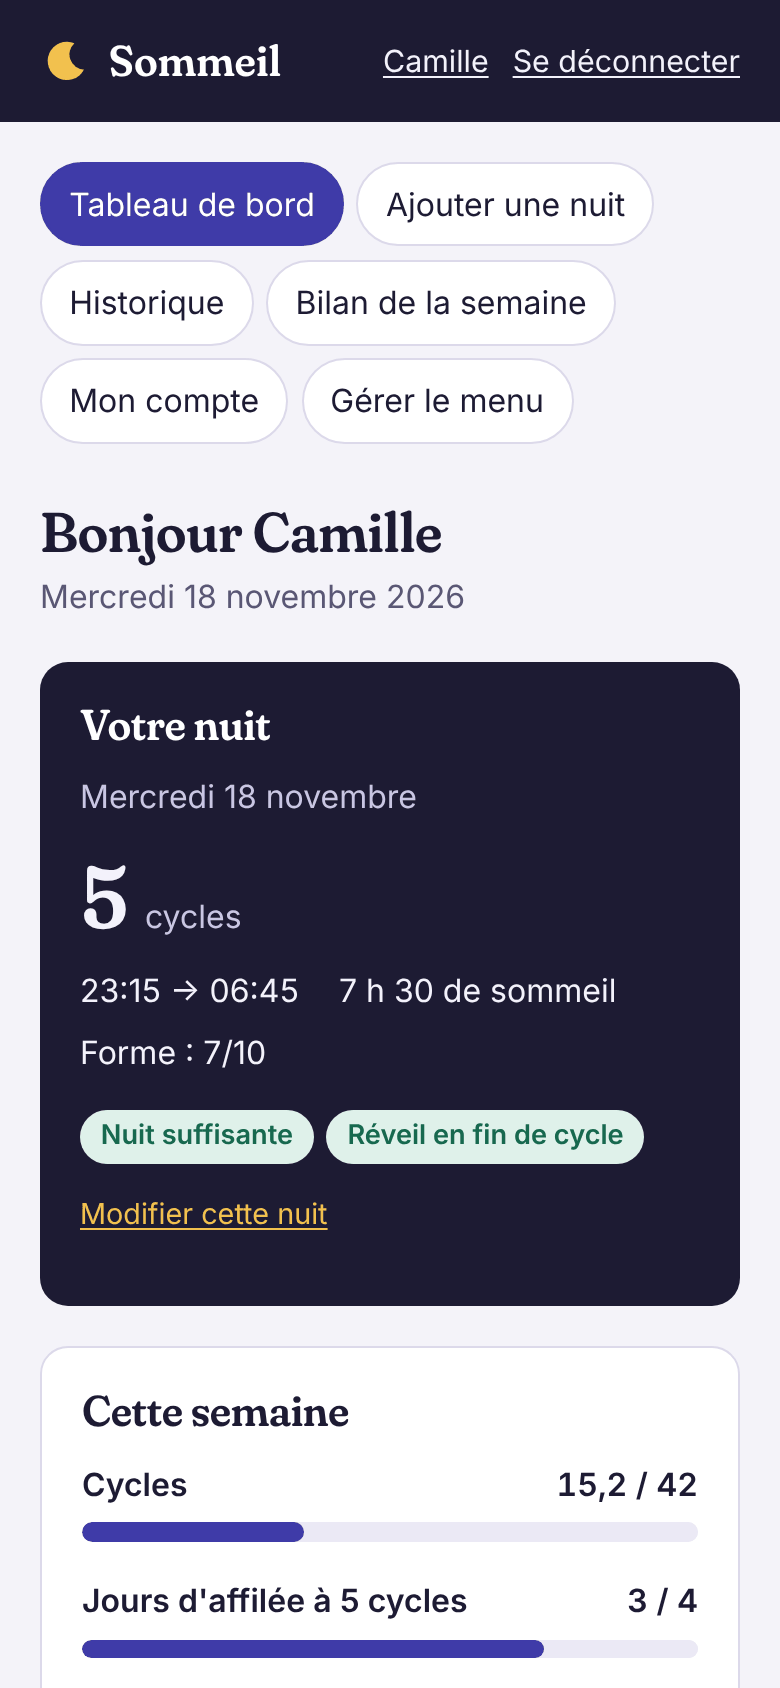 Sommeil Camille Se déconnecter
Tableau de bord Ajouter une nuit
Historique Bilan de la semaine
Mon compte Gérer le menu
Bonjour Camille
Mercredi 18 novembre 2026
Votre nuit
Mercredi 18 novembre
5 cycles
23:15 → 06:45 7 h 30 de sommeil
Forme : 7/10
Nuit suffisante Réveil en fin de cycle
Modifier cette nuit
Cette semaine
Cycles 15,2 / 42
Jours d'affilée à 5 cycles 3 / 4